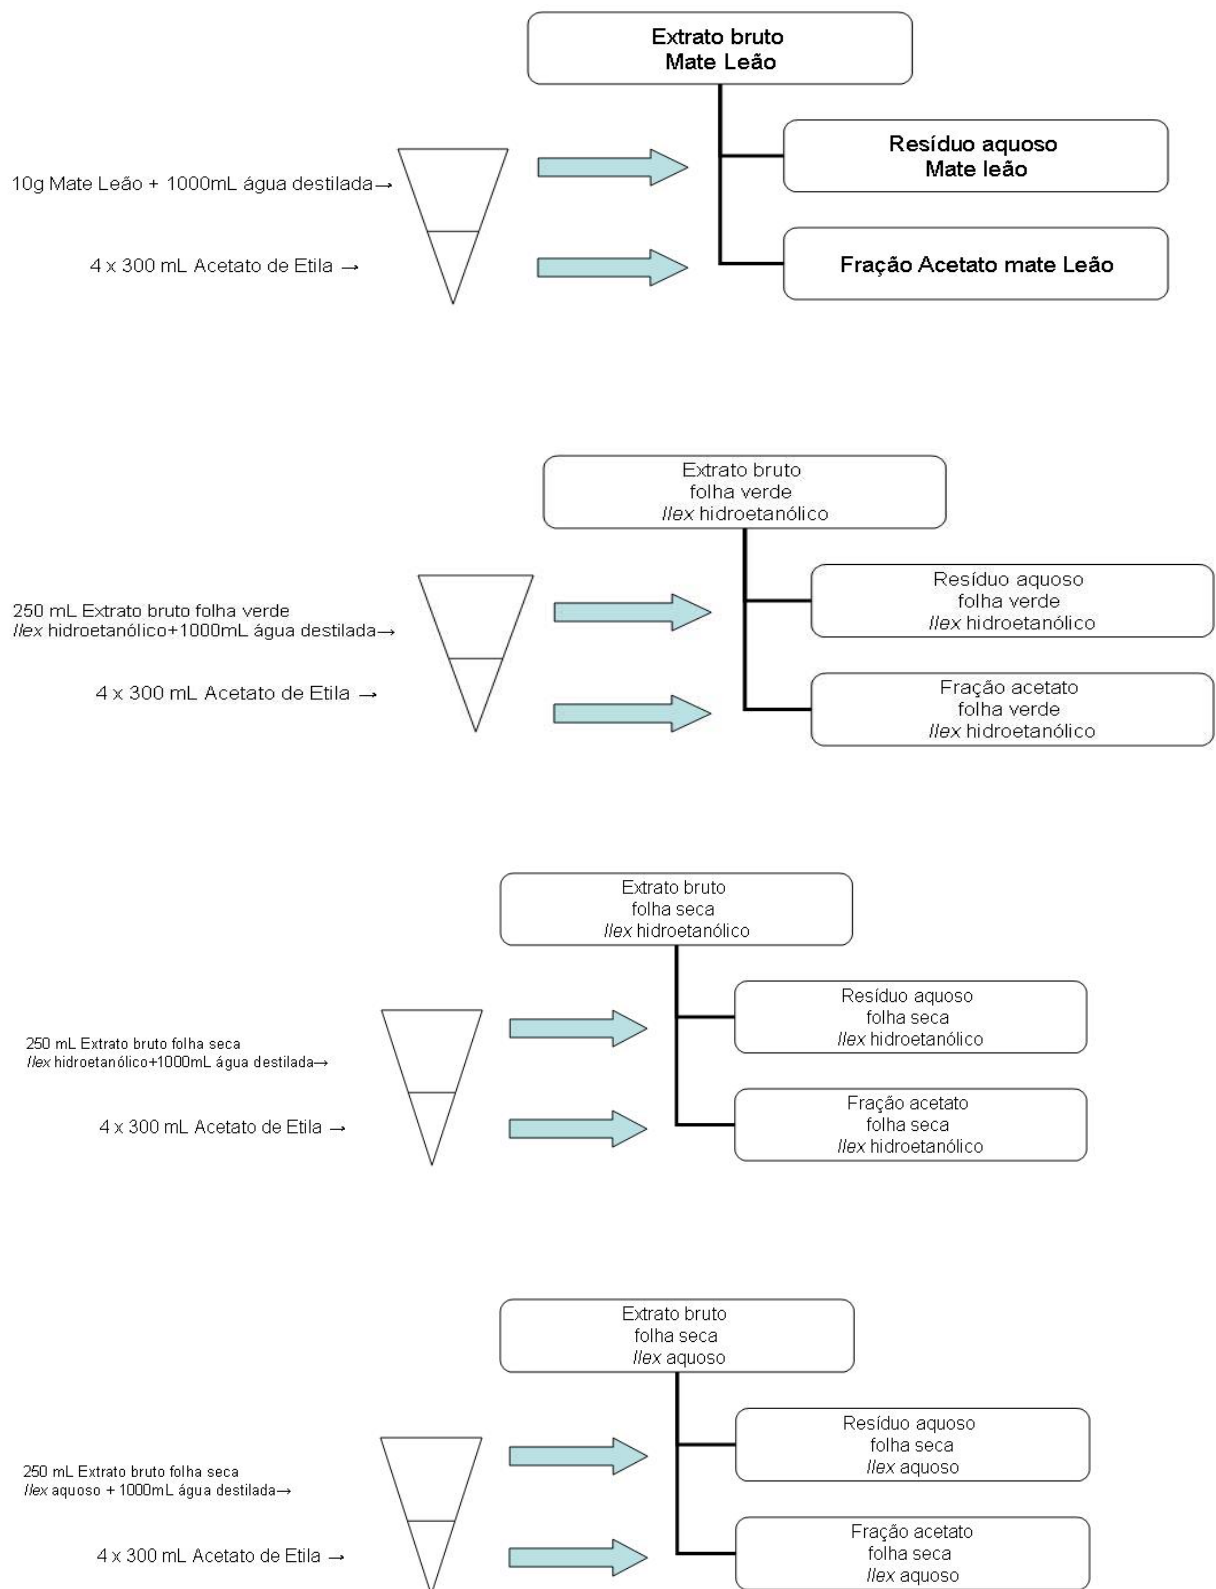 Extrato bruto
Mate Leão
Resíduo aquoso
Mate leão
10g Mate Leão + 1000mL água destilada→
4 x 300 mL Acetato de Etila →
Fração Acetato mate Leão
Extrato bruto
folha verde
Ilex hidroetanólico
Resíduo aquoso
folha verde
Ilex hidroetanólico
250 mL Extrato bruto folha verde
Ilex hidroetanólico+1000mL água destilada→
4 x 300 mL Acetato de Etila →
Fração acetato
folha verde
Ilex hidroetanólico
Extrato bruto
folha seca
Ilex hidroetanólico
Resíduo aquoso
folha seca
Ilex hidroetanólico
250 mL Extrato bruto folha seca
Ilex hidroetanólico+1000mL água destilada→
4 x 300 mL Acetato de Etila →
Fração acetato
folha seca
Ilex hidroetanólico
Extrato bruto
folha seca
Ilex aquoso
Resíduo aquoso
folha seca
Ilex aquoso
250 mL Extrato bruto folha seca
Ilex aquoso + 1000mL água destilada→
4 x 300 mL Acetato de Etila →
Fração acetato
folha seca
Ilex aquoso